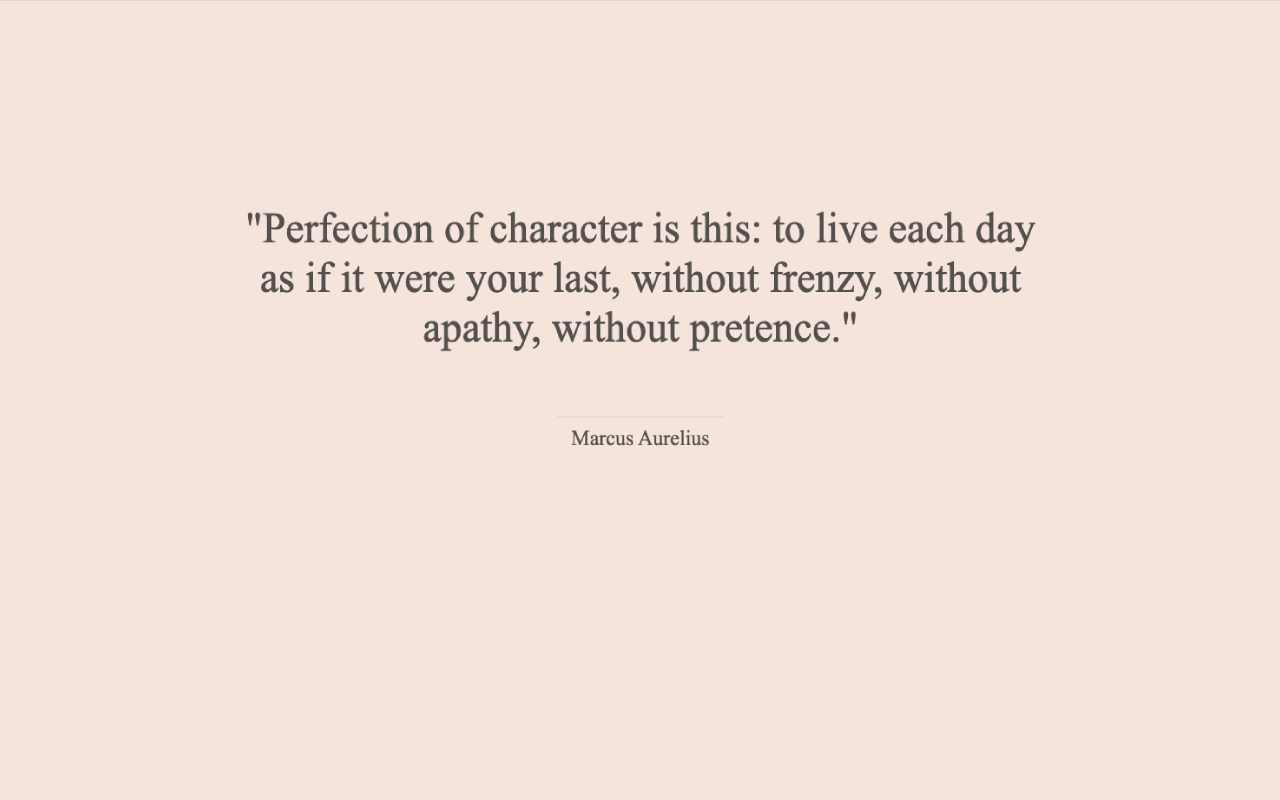 "Perfection of character is this: to live each day
as if it were your last, without frenzy, without
apathy, without pretence."
Marcus Aurelius